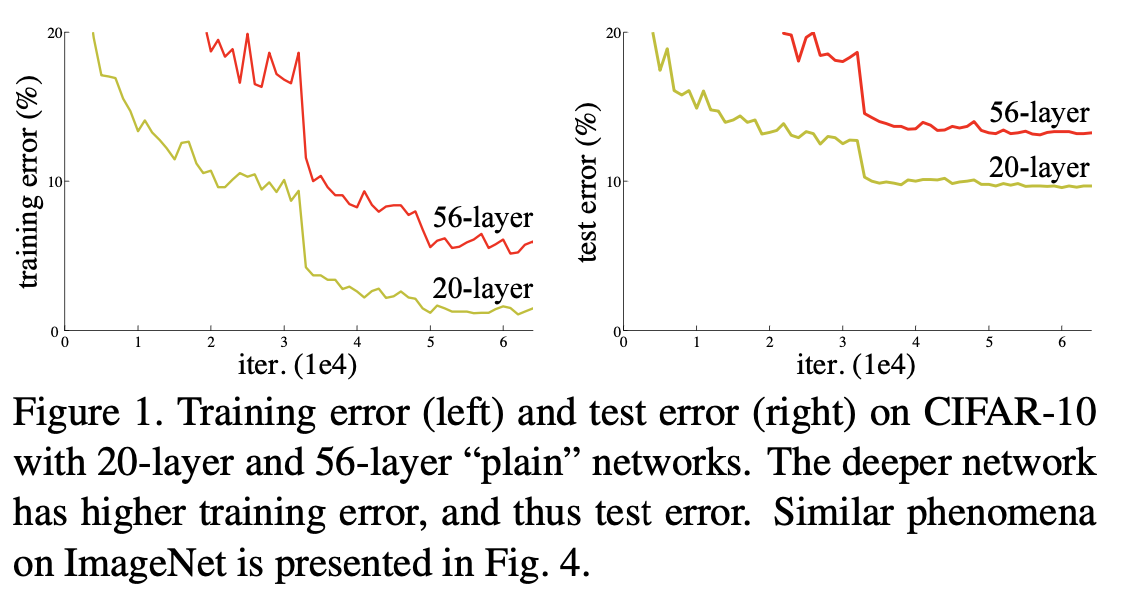 20
10
0
training error (%)
0 1 2 3 4 5 6
iter. (1e4)
56-layer
20-layer
20
10
0
test error (%)
0 1 2 3 4 5 6
iter. (1e4)
56-layer
20-layer
Figure 1. Training error (left) and test error (right) on CIFAR-10
with 20-layer and 56-layer “plain” networks. The deeper network
has higher training error, and thus test error. Similar phenomena
on ImageNet is presented in Fig. 4.